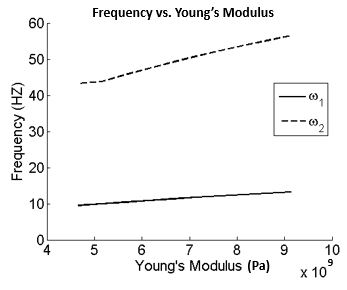 Frequency vs. Young's Modulus
60
50
40
30
20
10
0
Frequency (HZ)
ω1
ω2
4 5 6 7 8 9 10
Young's Modulus (Pa)
x 10^9